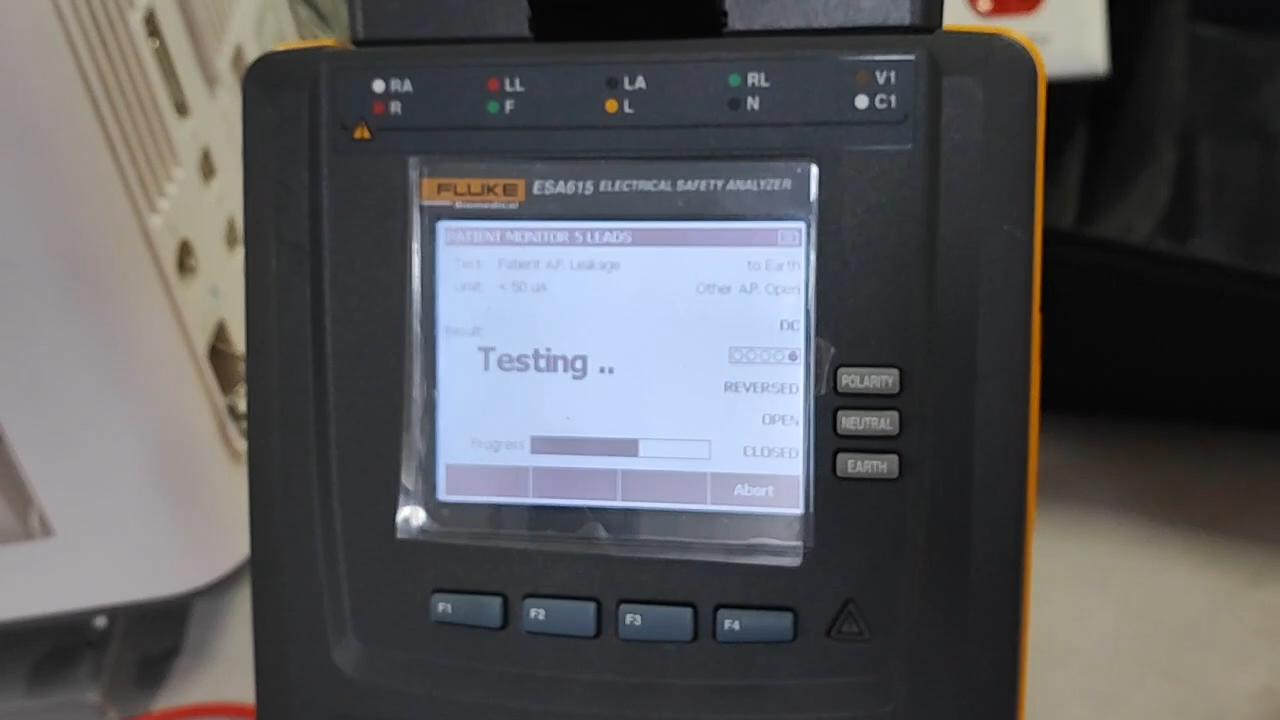 RA LL LA RL V1
R F L N C1
FLUKE ESA615 ELECTRICAL SAFETY ANALYZER
Biomedical
PATIENT MONITOR 5 LEADS
Test: Patient A.P. Leakage to Earth
Limit: < 50 uA Other A.P. Open
DC
Result:
Testing ..
REVERSED POLARITY
OPEN NEUTRAL
Progress CLOSED EARTH
Abort
F1 F2 F3 F4